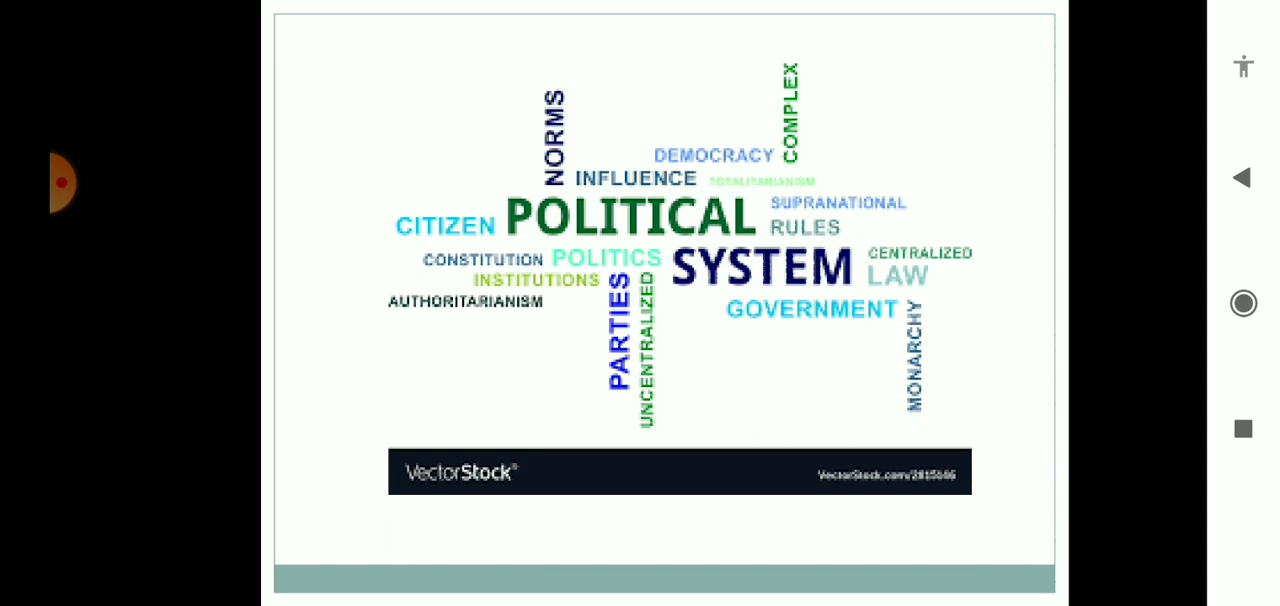 NORMS
COMPLEX
DEMOCRACY
INFLUENCE
TOTALITARIANISM
SUPRANATIONAL
CITIZEN
POLITICAL
RULES
CONSTITUTION
POLITICS
SYSTEM
CENTRALIZED
INSTITUTIONS
LAW
AUTHORITARIANISM
PARTIES
UNCENTRALIZED
GOVERNMENT
MONARCHY
VectorStock®